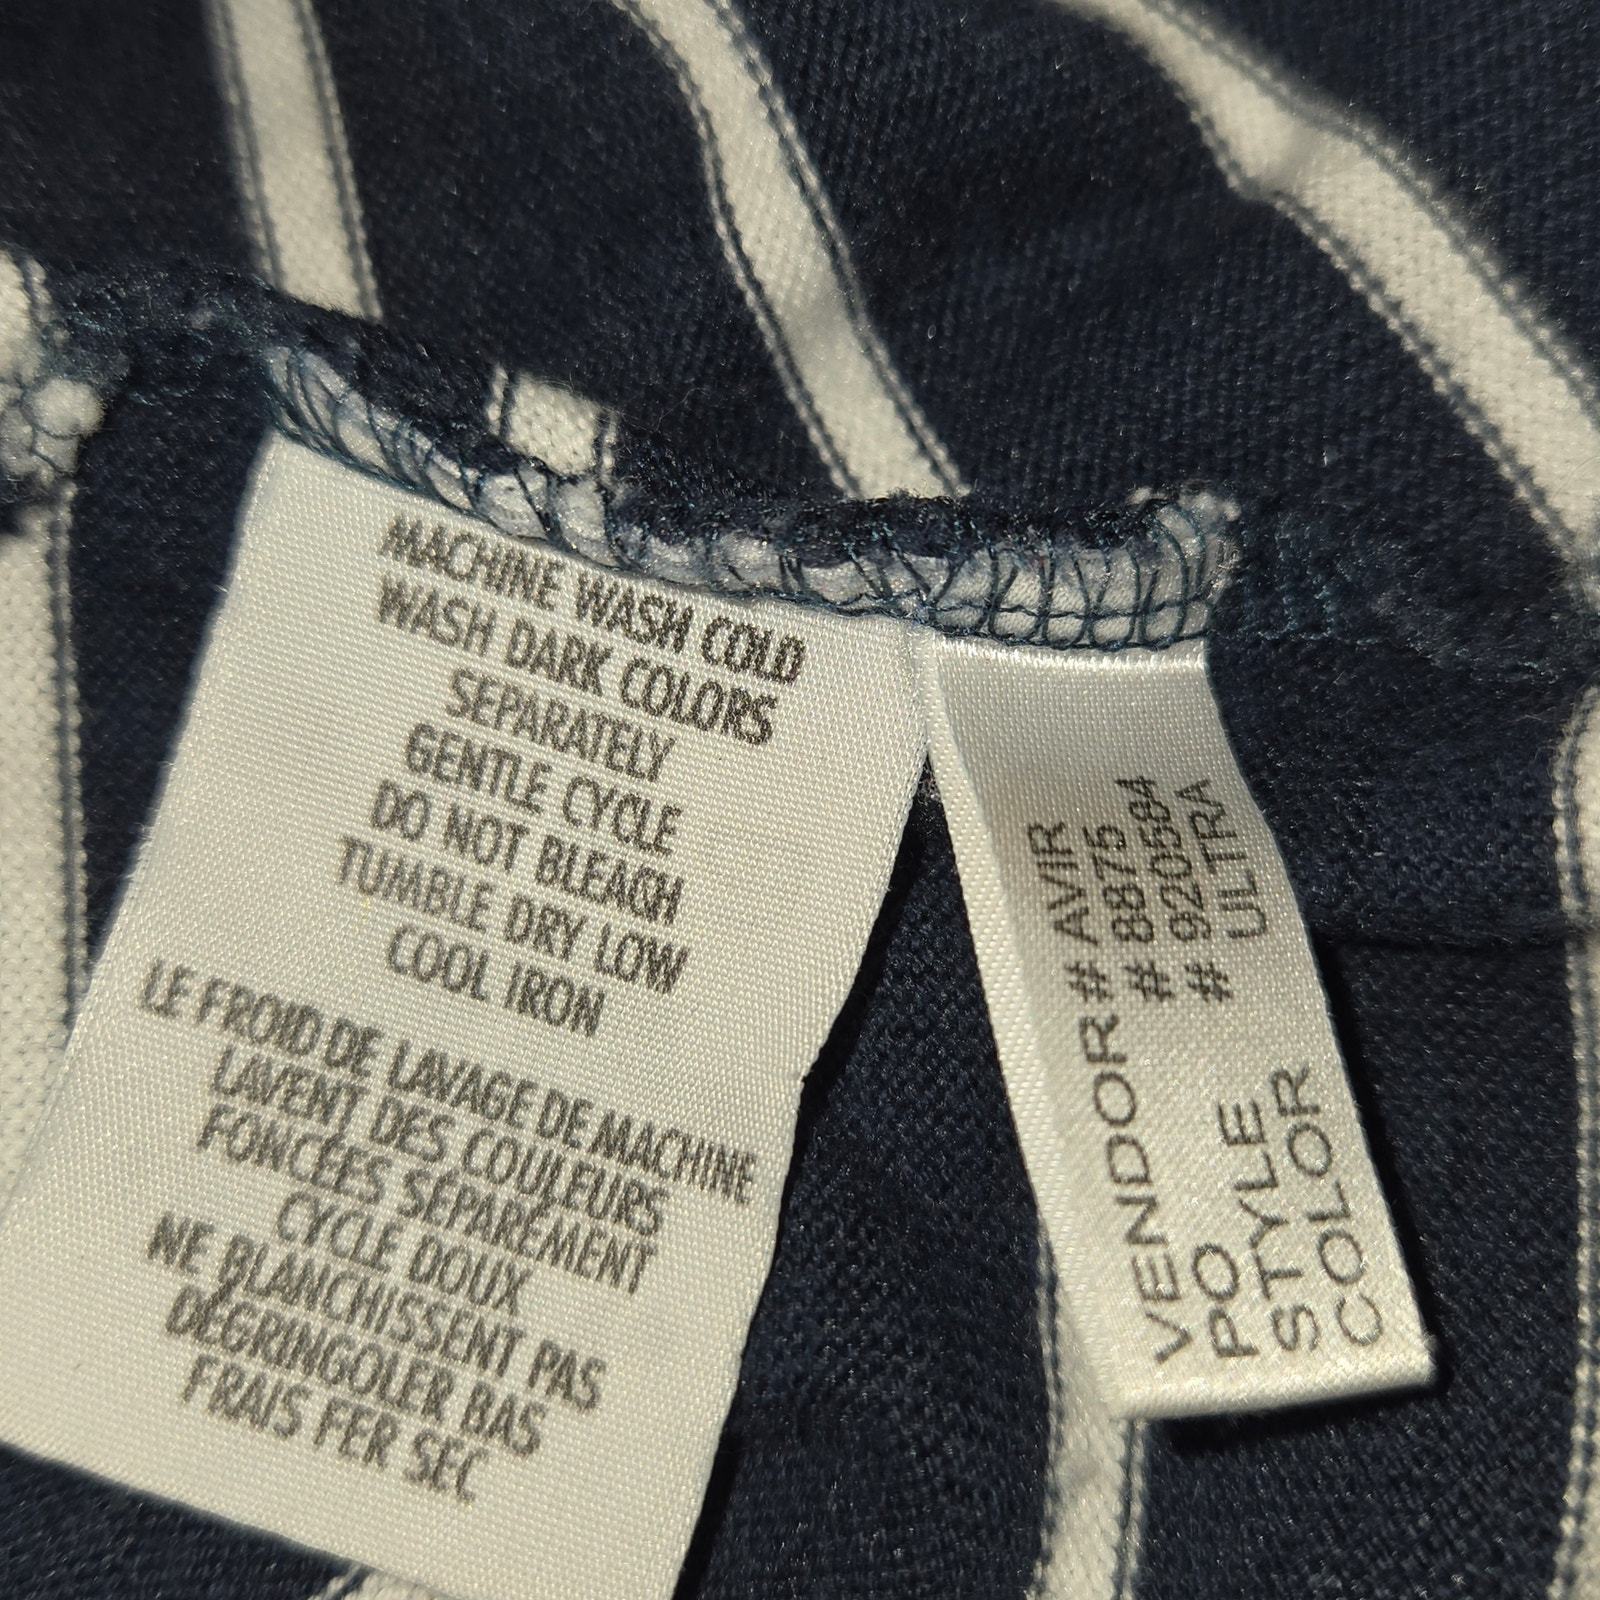 MACHINE WASH COLD
WASH DARK COLORS
SEPARATELY
GENTLE CYCLE
DO NOT BLEACH
TUMBLE DRY LOW
COOL IRON
LE FROID DE LAVAGE DE MACHINE
LAVENT DES COULEURS
FONCÉES SÉPARÉMENT
CYCLE DOUX
NE BLANCHISSENT PAS
DÉGRINGOLER BAS
FRAIS FER SEC
VENDOR # AVIR
PO # 8875
STYLE # 920584
COLOR # ULTRA